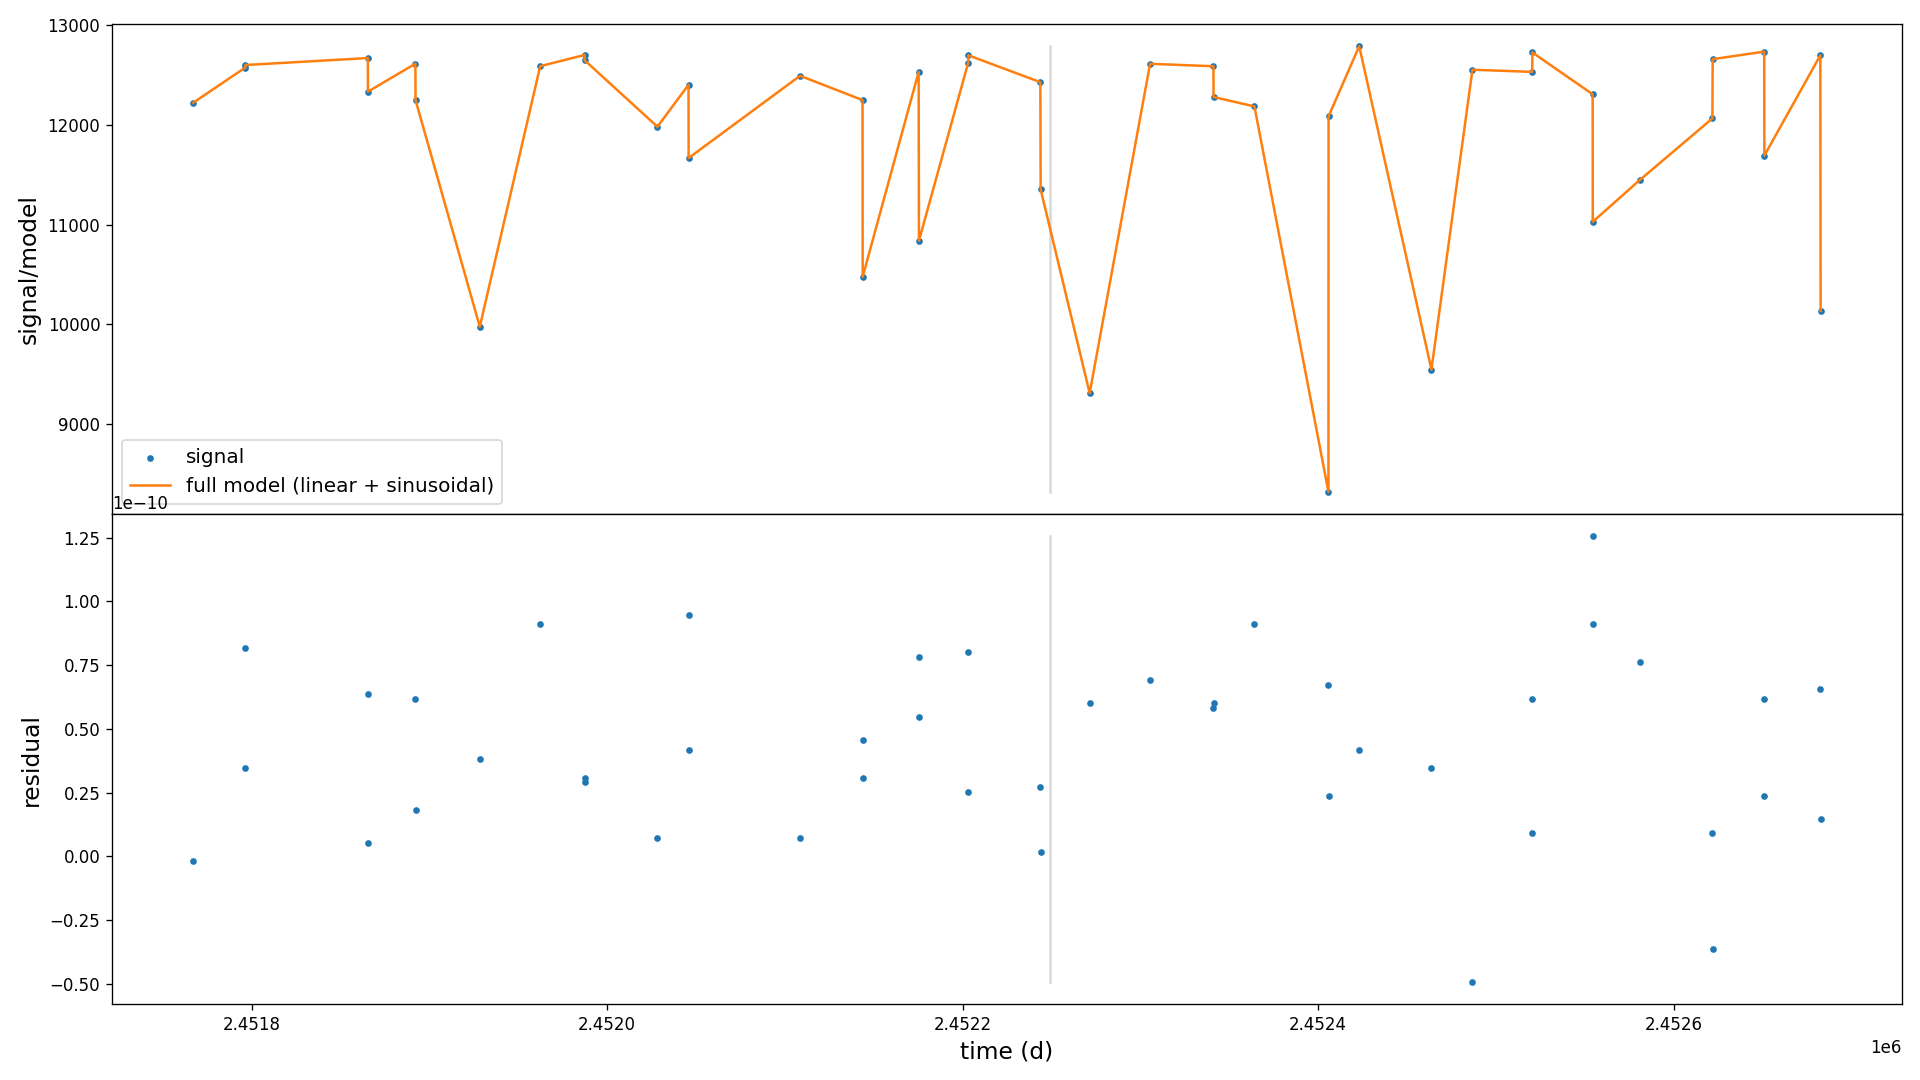 13000
12000
11000
10000
9000
signal/model
signal
full model (linear + sinusoidal)
1e−10
1.25
1.00
0.75
0.50
0.25
0.00
−0.25
−0.50
residual
2.4518
2.4520
2.4522
2.4524
2.4526
time (d)
1e6